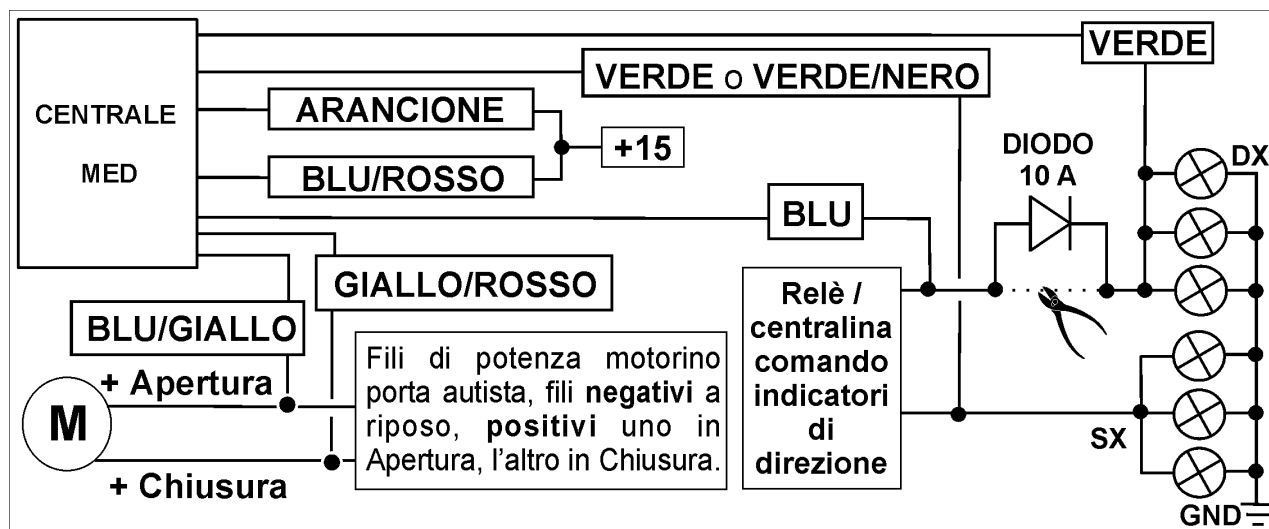 CENTRALE
MED
VERDE
VERDE o VERDE/NERO
ARANCIONE
+15
BLU/ROSSO
DIODO
10 A
DX
BLU
GIALLO/ROSSO
BLU/GIALLO
Relè /
centralina
comando
indicatori
di
direzione
+ Apertura
M
+ Chiusura
Fili di potenza motorino
porta autista, fili negativi a
riposo, positivi uno in
Apertura, l'altro in Chiusura.
SX
GND